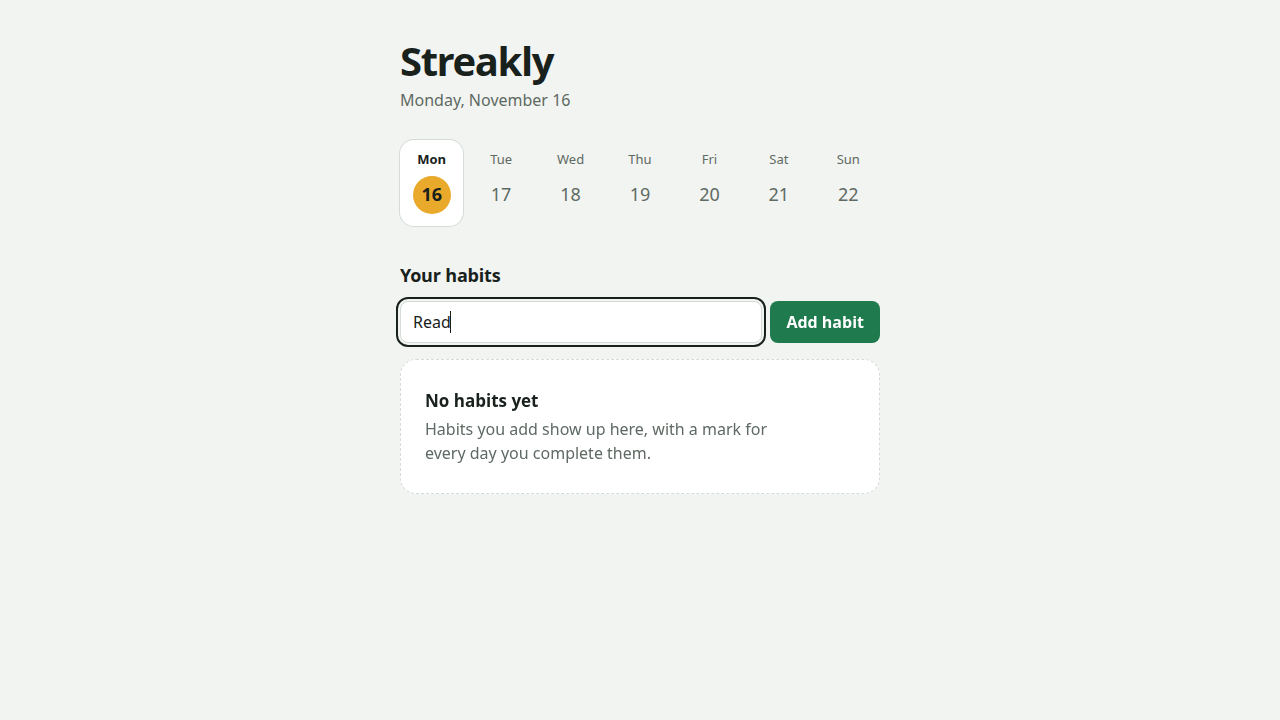 Streakly
Monday, November 16
Mon Tue Wed Thu Fri Sat Sun
16 17 18 19 20 21 22
Your habits
Read Add habit
No habits yet
Habits you add show up here, with a mark for
every day you complete them.